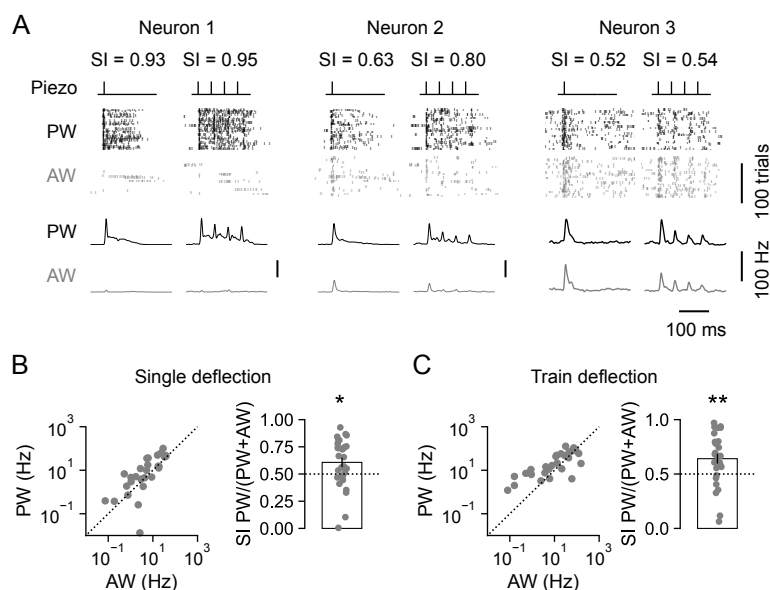 A
Neuron 1 Neuron 2 Neuron 3
SI = 0.93 SI = 0.95 SI = 0.63 SI = 0.80 SI = 0.52 SI = 0.54
Piezo
PW
AW
100 trials
PW
AW
100 Hz
100 ms
B Single deflection
*
10³
10¹
10⁻¹
PW (Hz)
10⁻¹ 10¹ 10³
AW (Hz)
SI PW/(PW+AW)
1.00
0.75
0.50
0.25
0.00
C Train deflection
**
10³
10¹
10⁻¹
PW (Hz)
10⁻¹ 10¹ 10³
AW (Hz)
SI PW/(PW+AW)
1.0
0.5
0.0